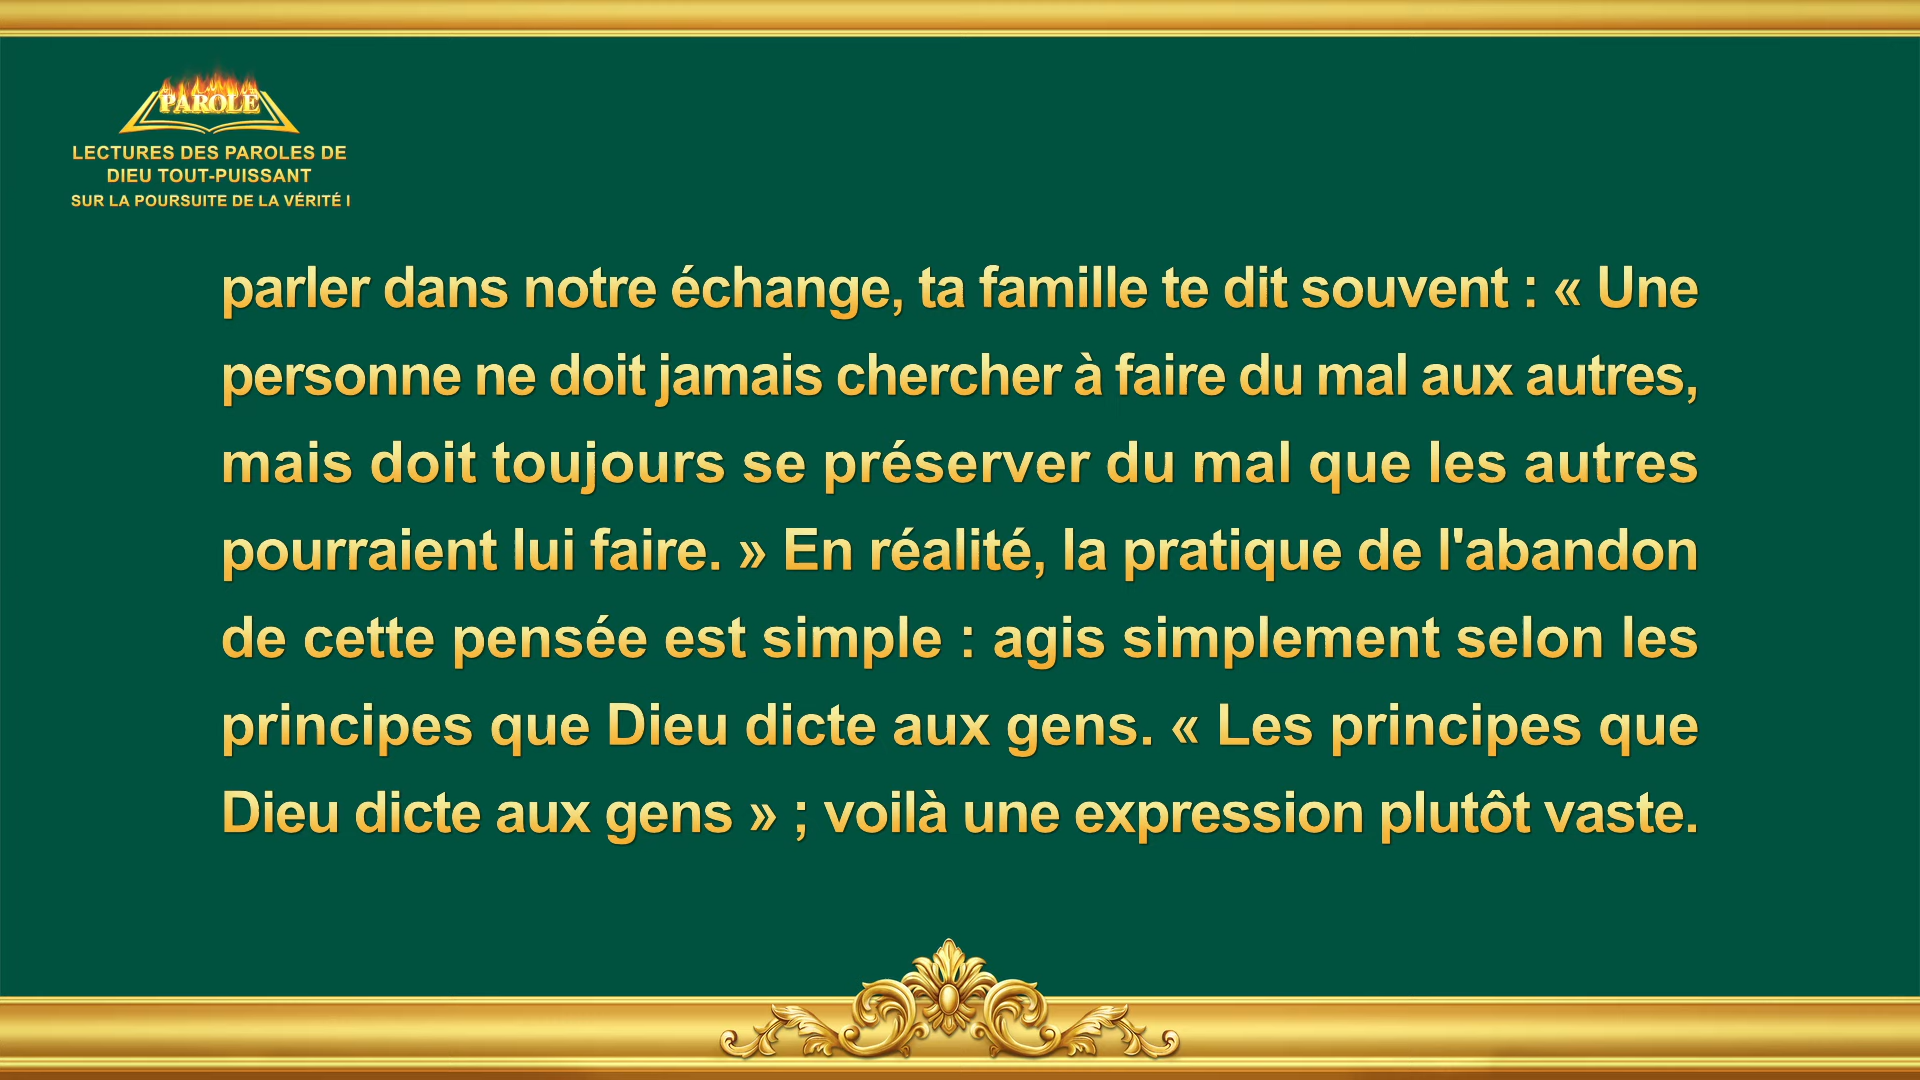 PAROLE
LECTURES DES PAROLES DE
DIEU TOUT-PUISSANT
SUR LA POURSUITE DE LA VÉRITÉ I
parler dans notre échange, ta famille te dit souvent : « Une
personne ne doit jamais chercher à faire du mal aux autres,
mais doit toujours se préserver du mal que les autres
pourraient lui faire. » En réalité, la pratique de l'abandon
de cette pensée est simple : agis simplement selon les
principes que Dieu dicte aux gens. « Les principes que
Dieu dicte aux gens » ; voilà une expression plutôt vaste.